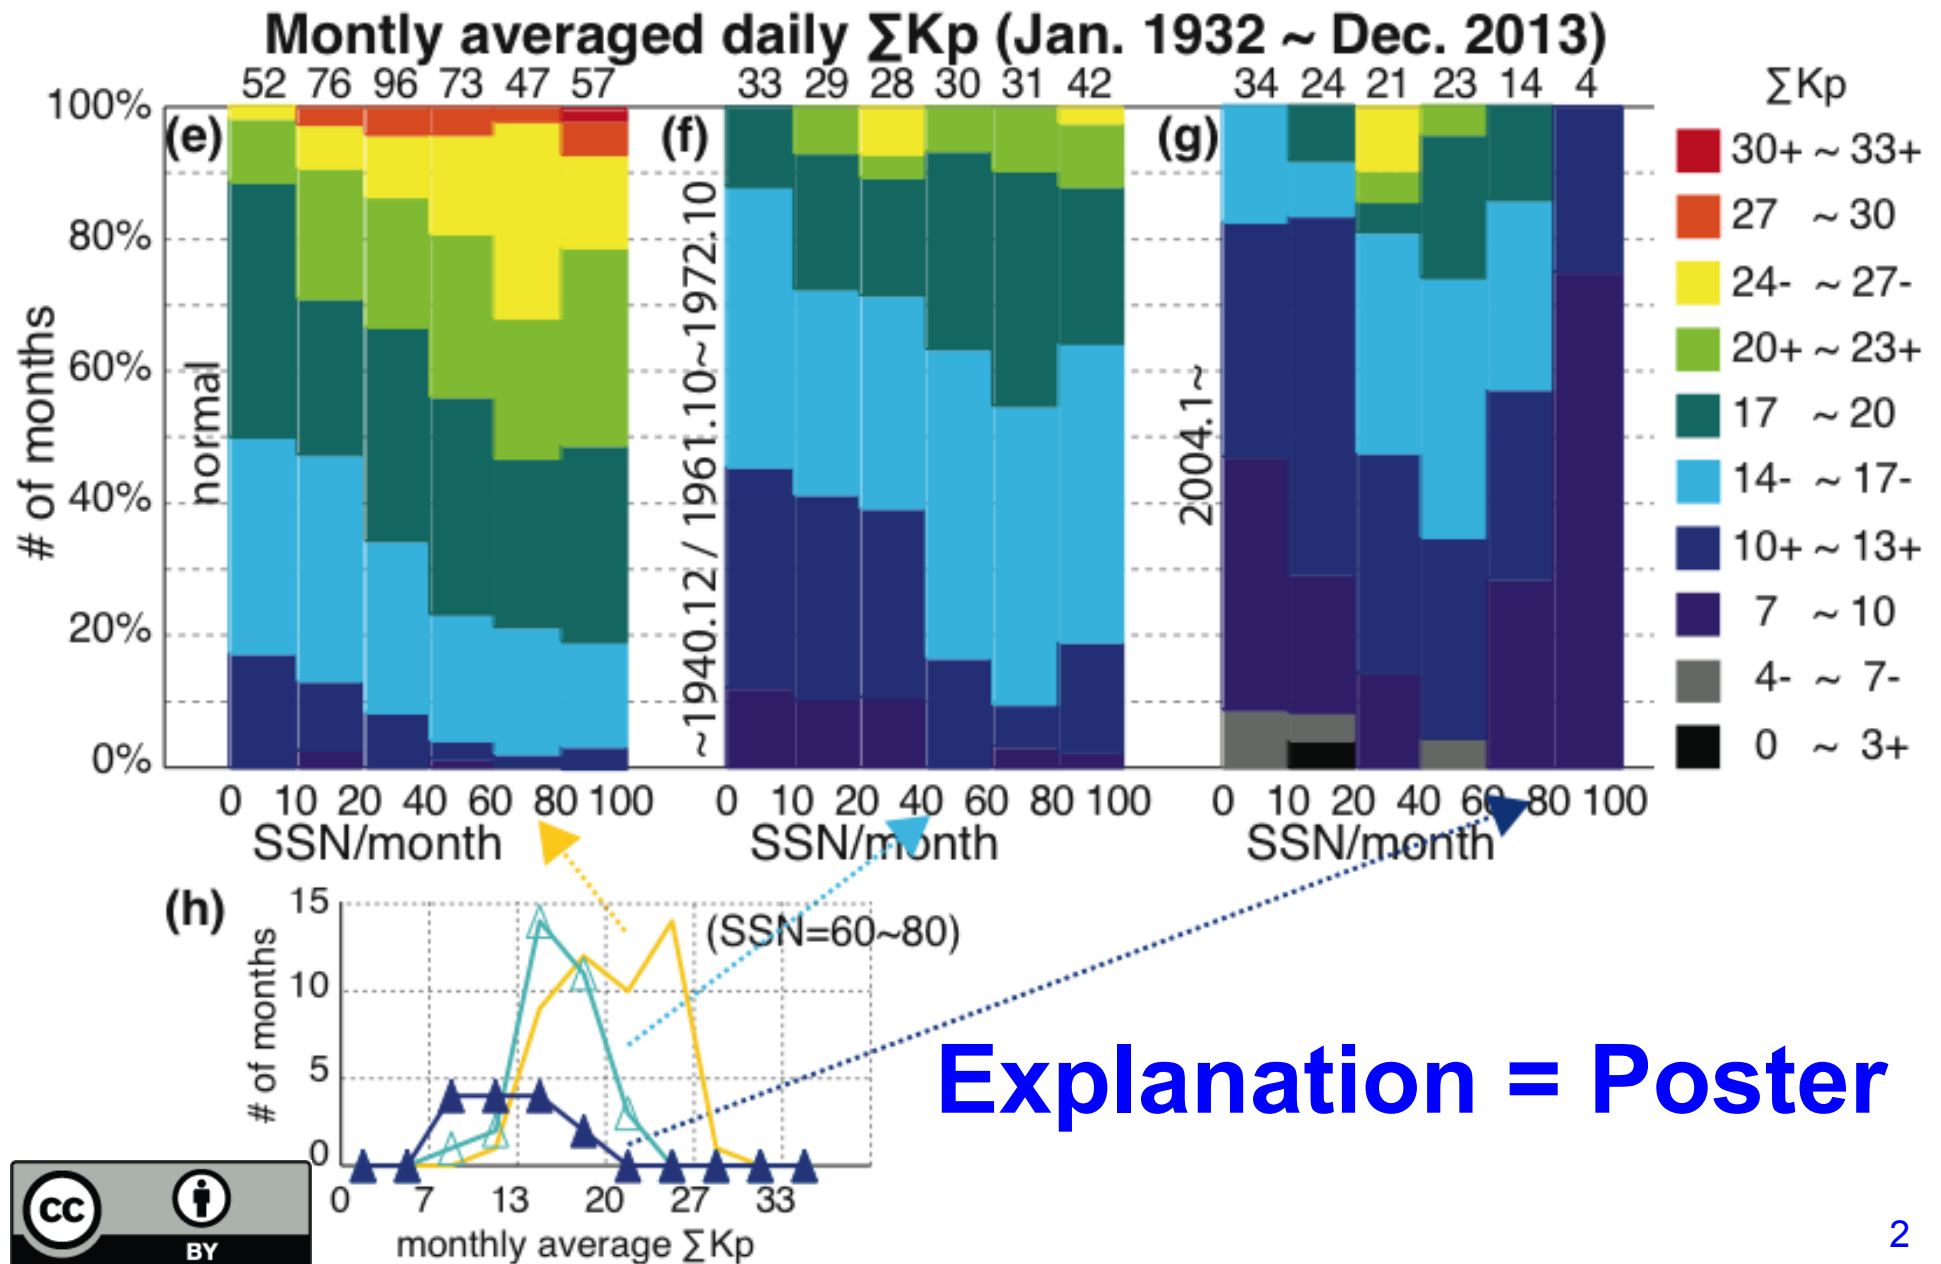 Montly averaged daily ∑Kp (Jan. 1932 ~ Dec. 2013)
52 76 96 73 47 57
33 29 28 30 31 42
34 24 21 23 14 4
∑Kp
100%
80%
60%
40%
20%
0%
# of months
(e)
normal
(f)
~1940.12 / 1961.10~1972.10
(g)
2004.1~
30+ ~ 33+
27 ~ 30
24- ~ 27-
20+ ~ 23+
17 ~ 20
14- ~ 17-
10+ ~ 13+
7 ~ 10
4- ~ 7-
0 ~ 3+
0 10 20 40 60 80 100
0 10 20 40 60 80 100
0 10 20 40 60 80 100
SSN/month
SSN/month
SSN/month
(h)
15
10
5
0
# of months
(SSN=60~80)
0 7 13 20 27 33
monthly average ∑Kp
Explanation = Poster
cc
BY
2